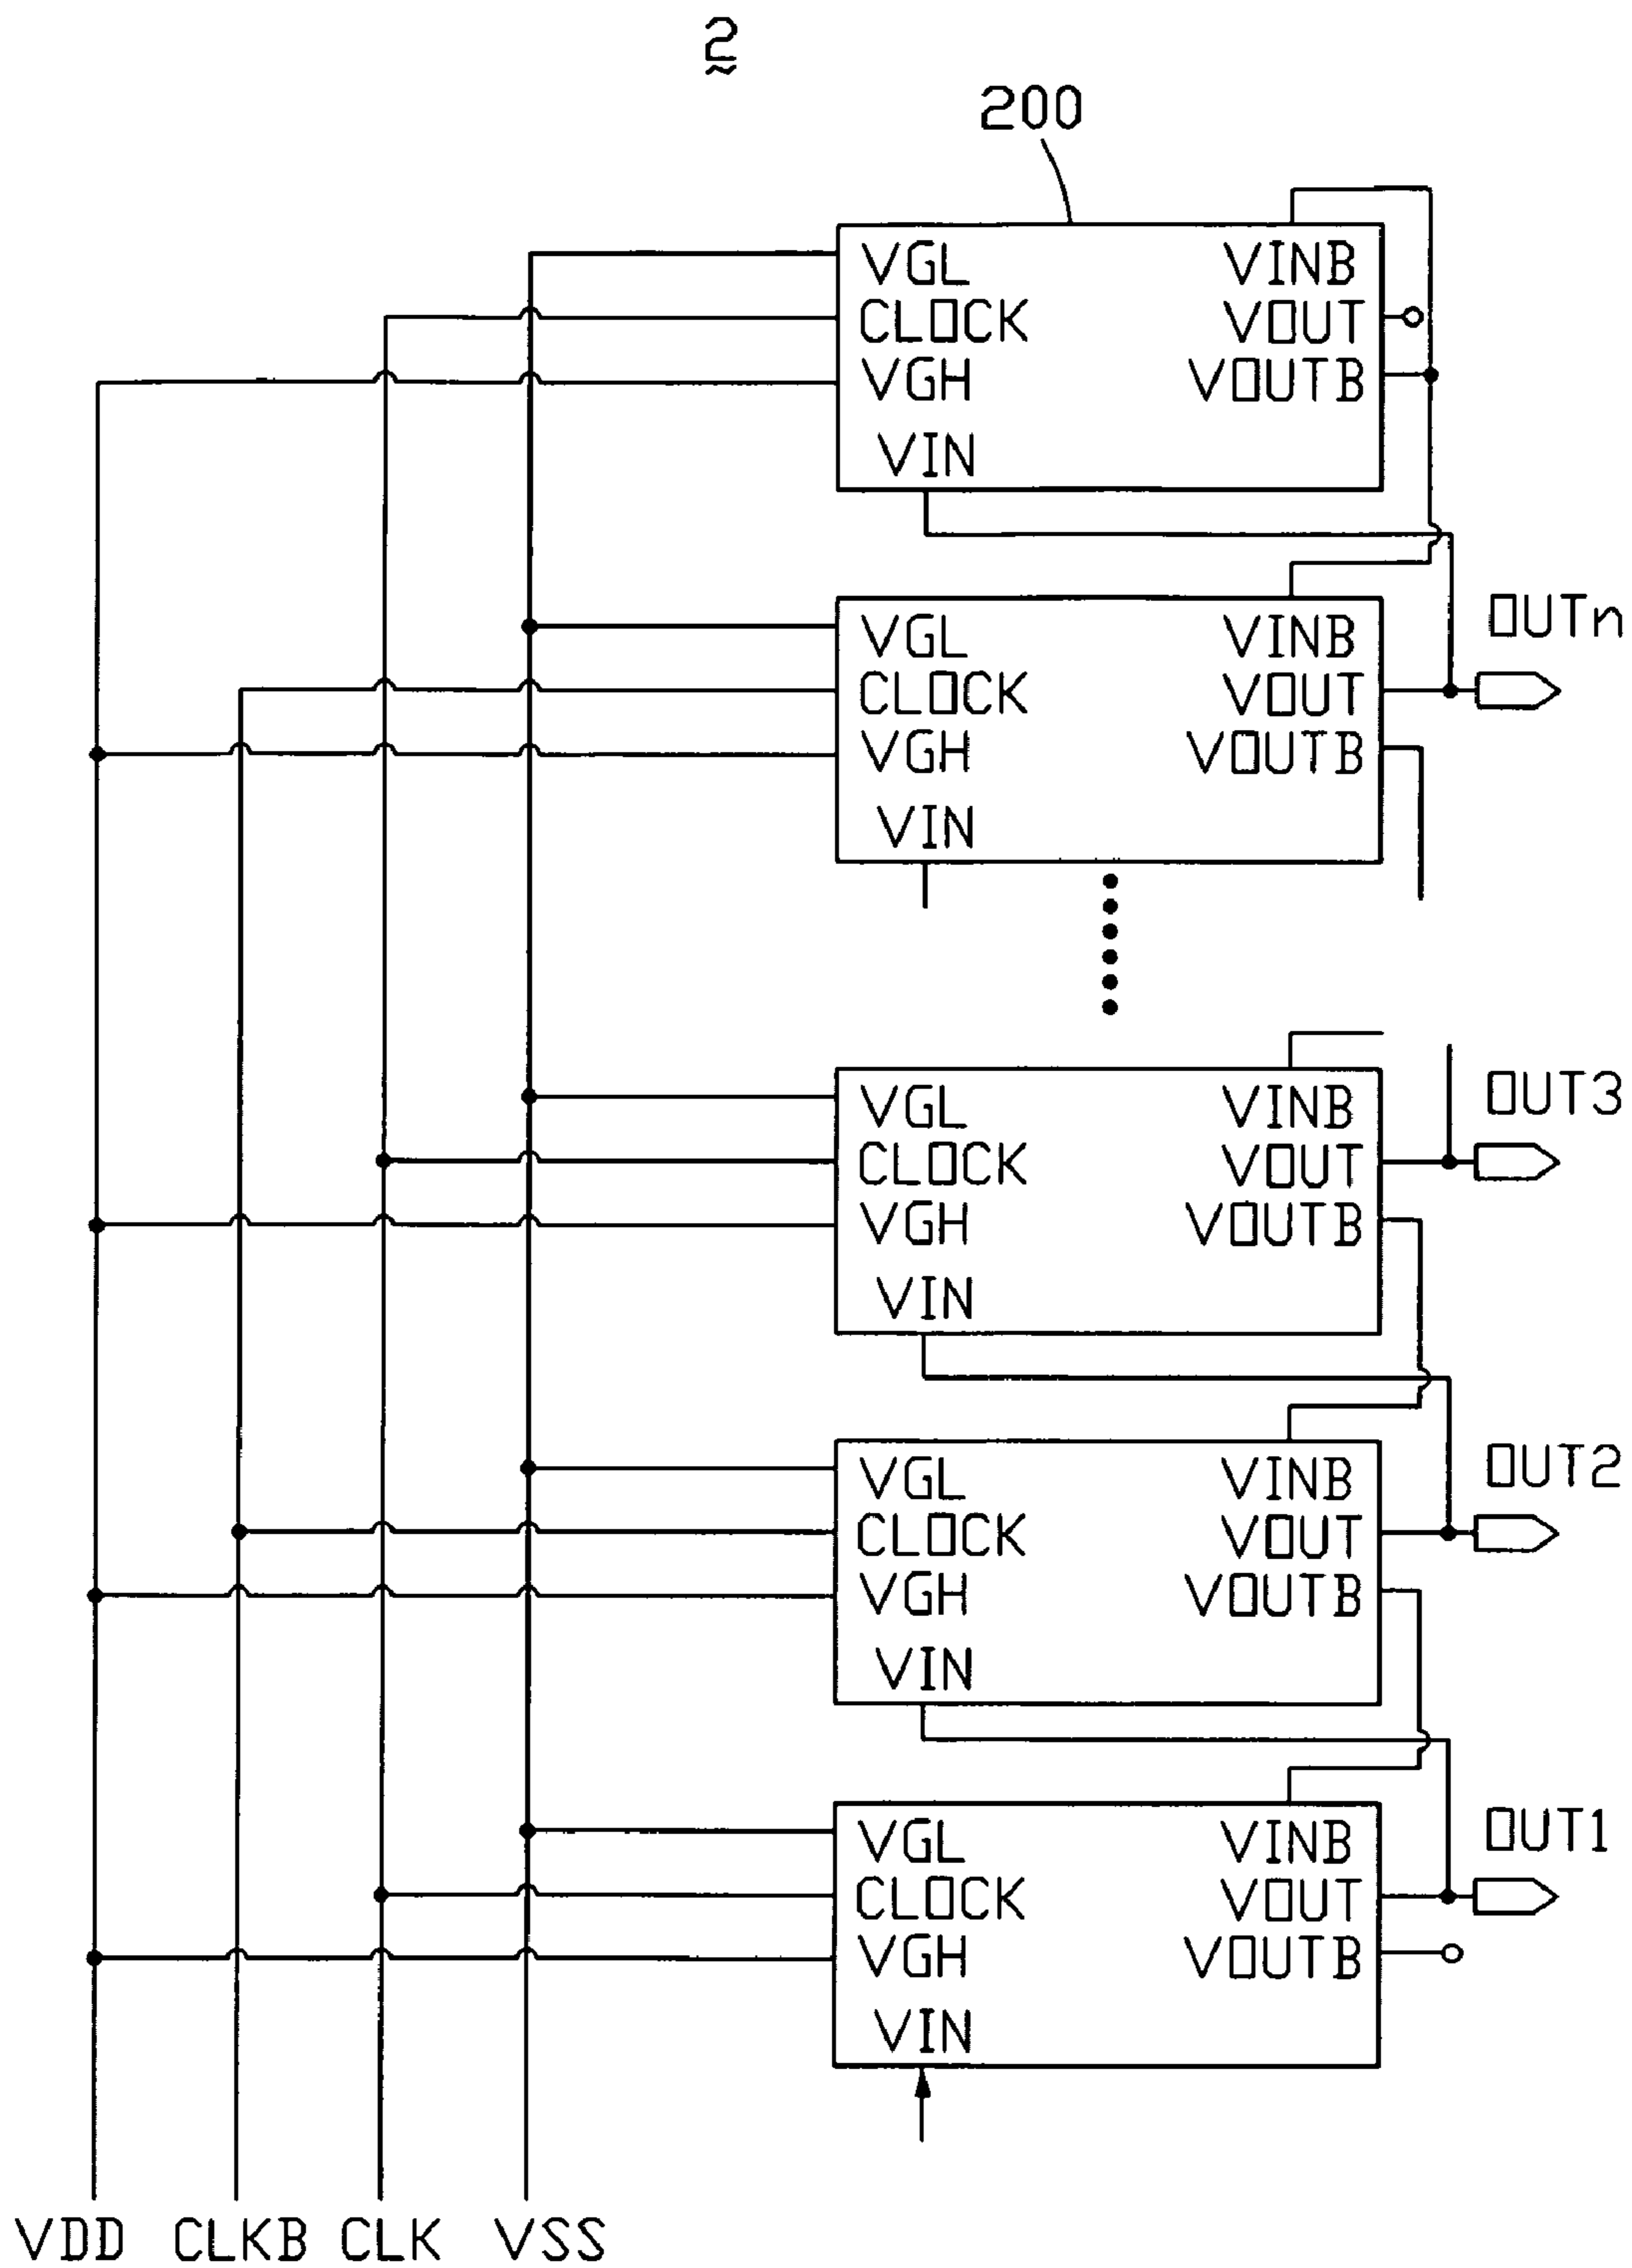 2
200
VGL VINB
CLOCK VOUT
VGH VOUTB
VIN
OUTn
VGL VINB
CLOCK VOUT
VGH VOUTB
VIN
OUT3
VGL VINB
CLOCK VOUT
VGH VOUTB
VIN
OUT2
VGL VINB
CLOCK VOUT
VGH VOUTB
VIN
OUT1
VGL VINB
CLOCK VOUT
VGH VOUTB
VIN
VDD CLKB CLK VSS